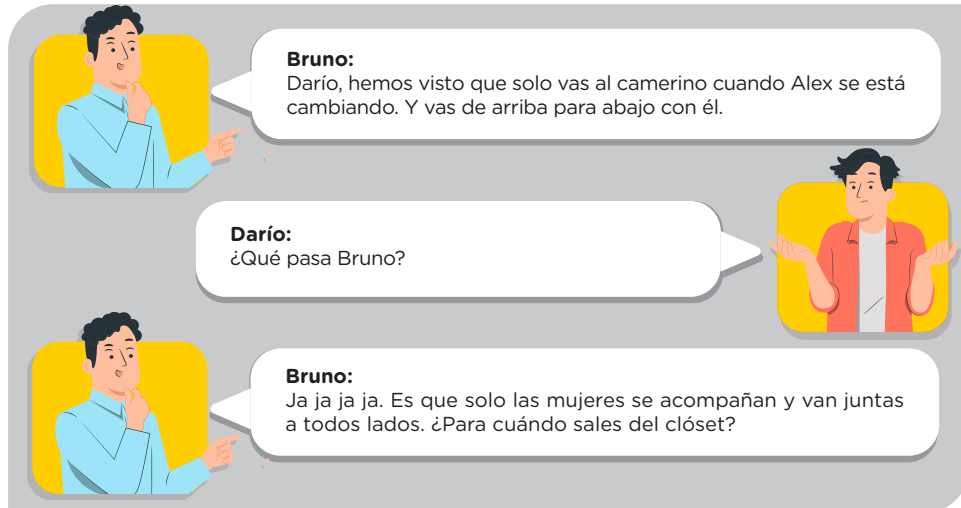 Bruno:
Darío, hemos visto que solo vas al camerino cuando Alex se está
cambiando. Y vas de arriba para abajo con él.
Darío:
¿Qué pasa Bruno?
Bruno:
Ja ja ja ja. Es que solo las mujeres se acompañan y van juntas
a todos lados. ¿Para cuándo sales del clóset?